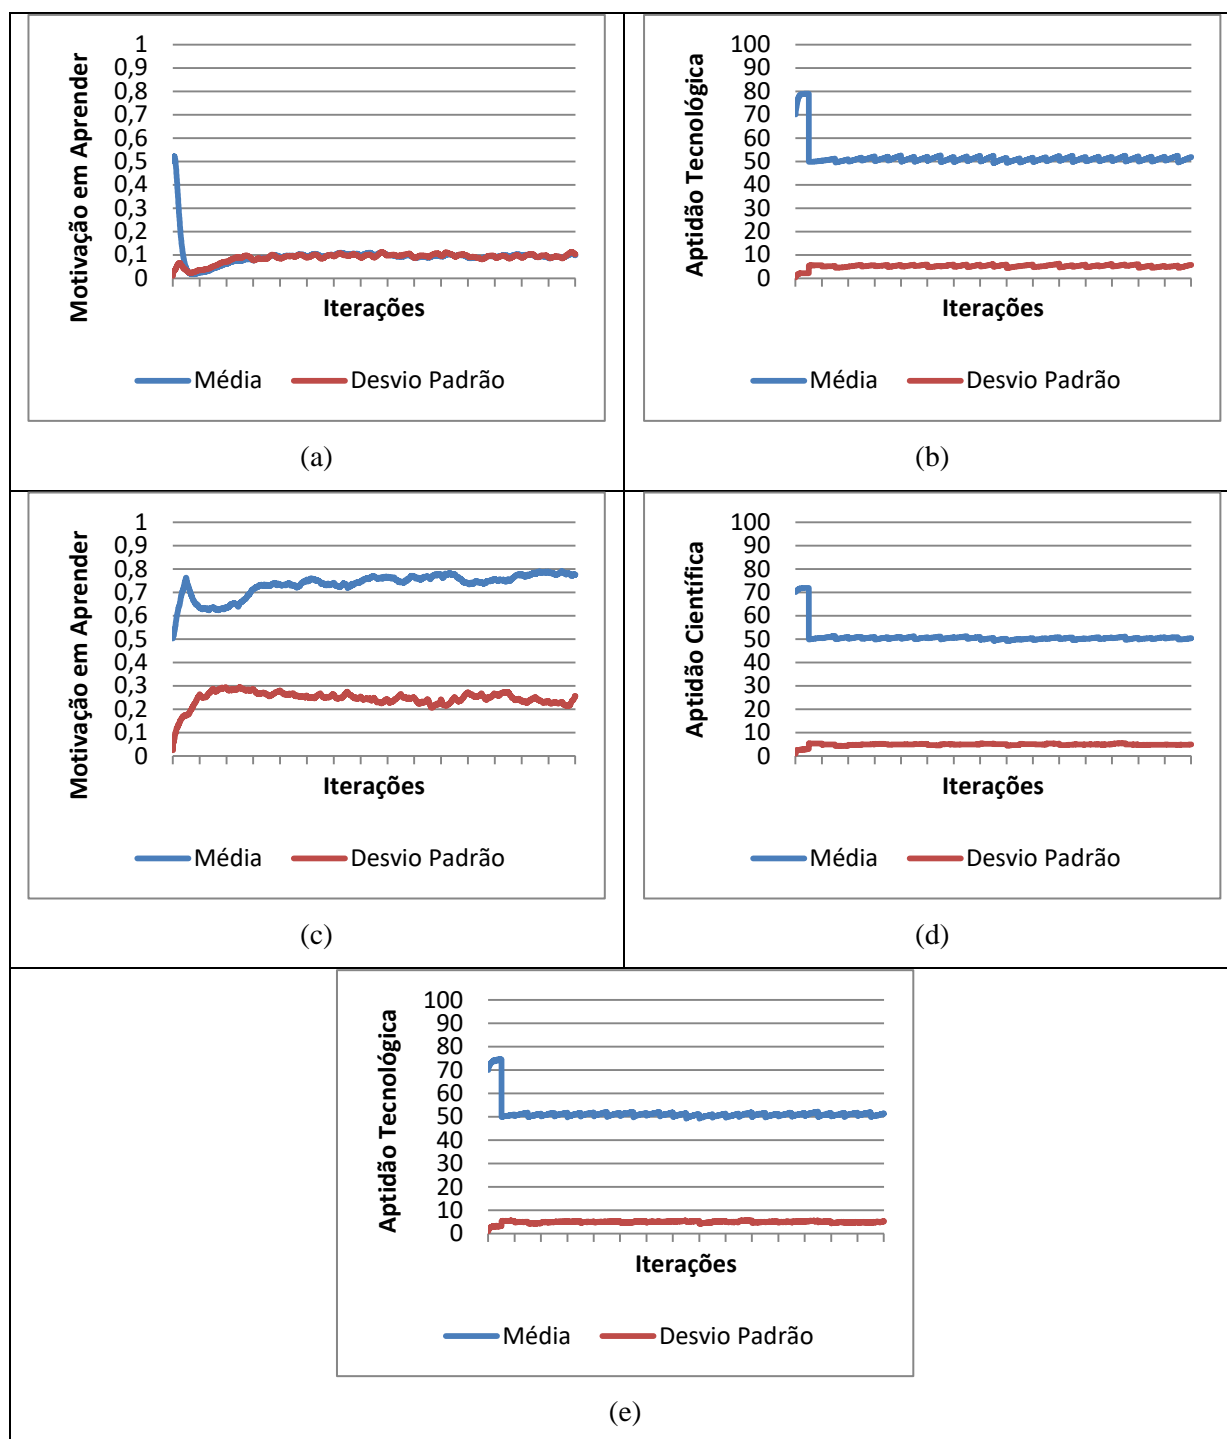 Motivação em Aprender
1
0,9
0,8
0,7
0,6
0,5
0,4
0,3
0,2
0,1
0
Iterações
Média Desvio Padrão
(a)
Aptidão Tecnológica
100
90
80
70
60
50
40
30
20
10
0
Iterações
Média Desvio Padrão
(b)
Motivação em Aprender
1
0,9
0,8
0,7
0,6
0,5
0,4
0,3
0,2
0,1
0
Iterações
Média Desvio Padrão
(c)
Aptidão Científica
100
90
80
70
60
50
40
30
20
10
0
Iterações
Média Desvio Padrão
(d)
Aptidão Tecnológica
100
90
80
70
60
50
40
30
20
10
0
Iterações
Média Desvio Padrão
(e)